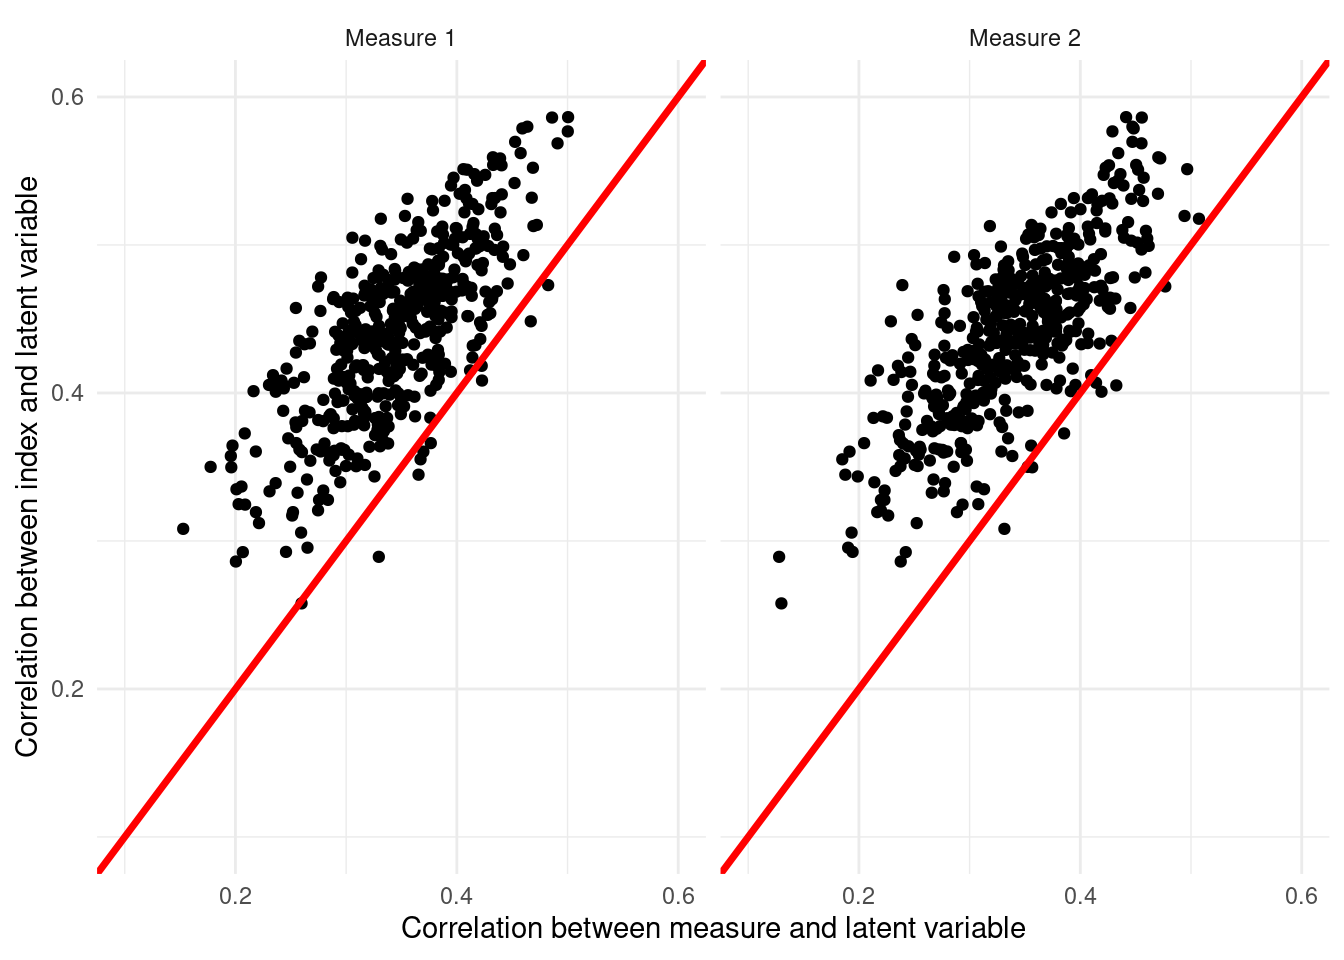 Measure 1
Measure 2
Correlation between index and latent variable
0.6
0.4
0.2
0.2
0.4
0.6
0.2
0.4
0.6
Correlation between measure and latent variable